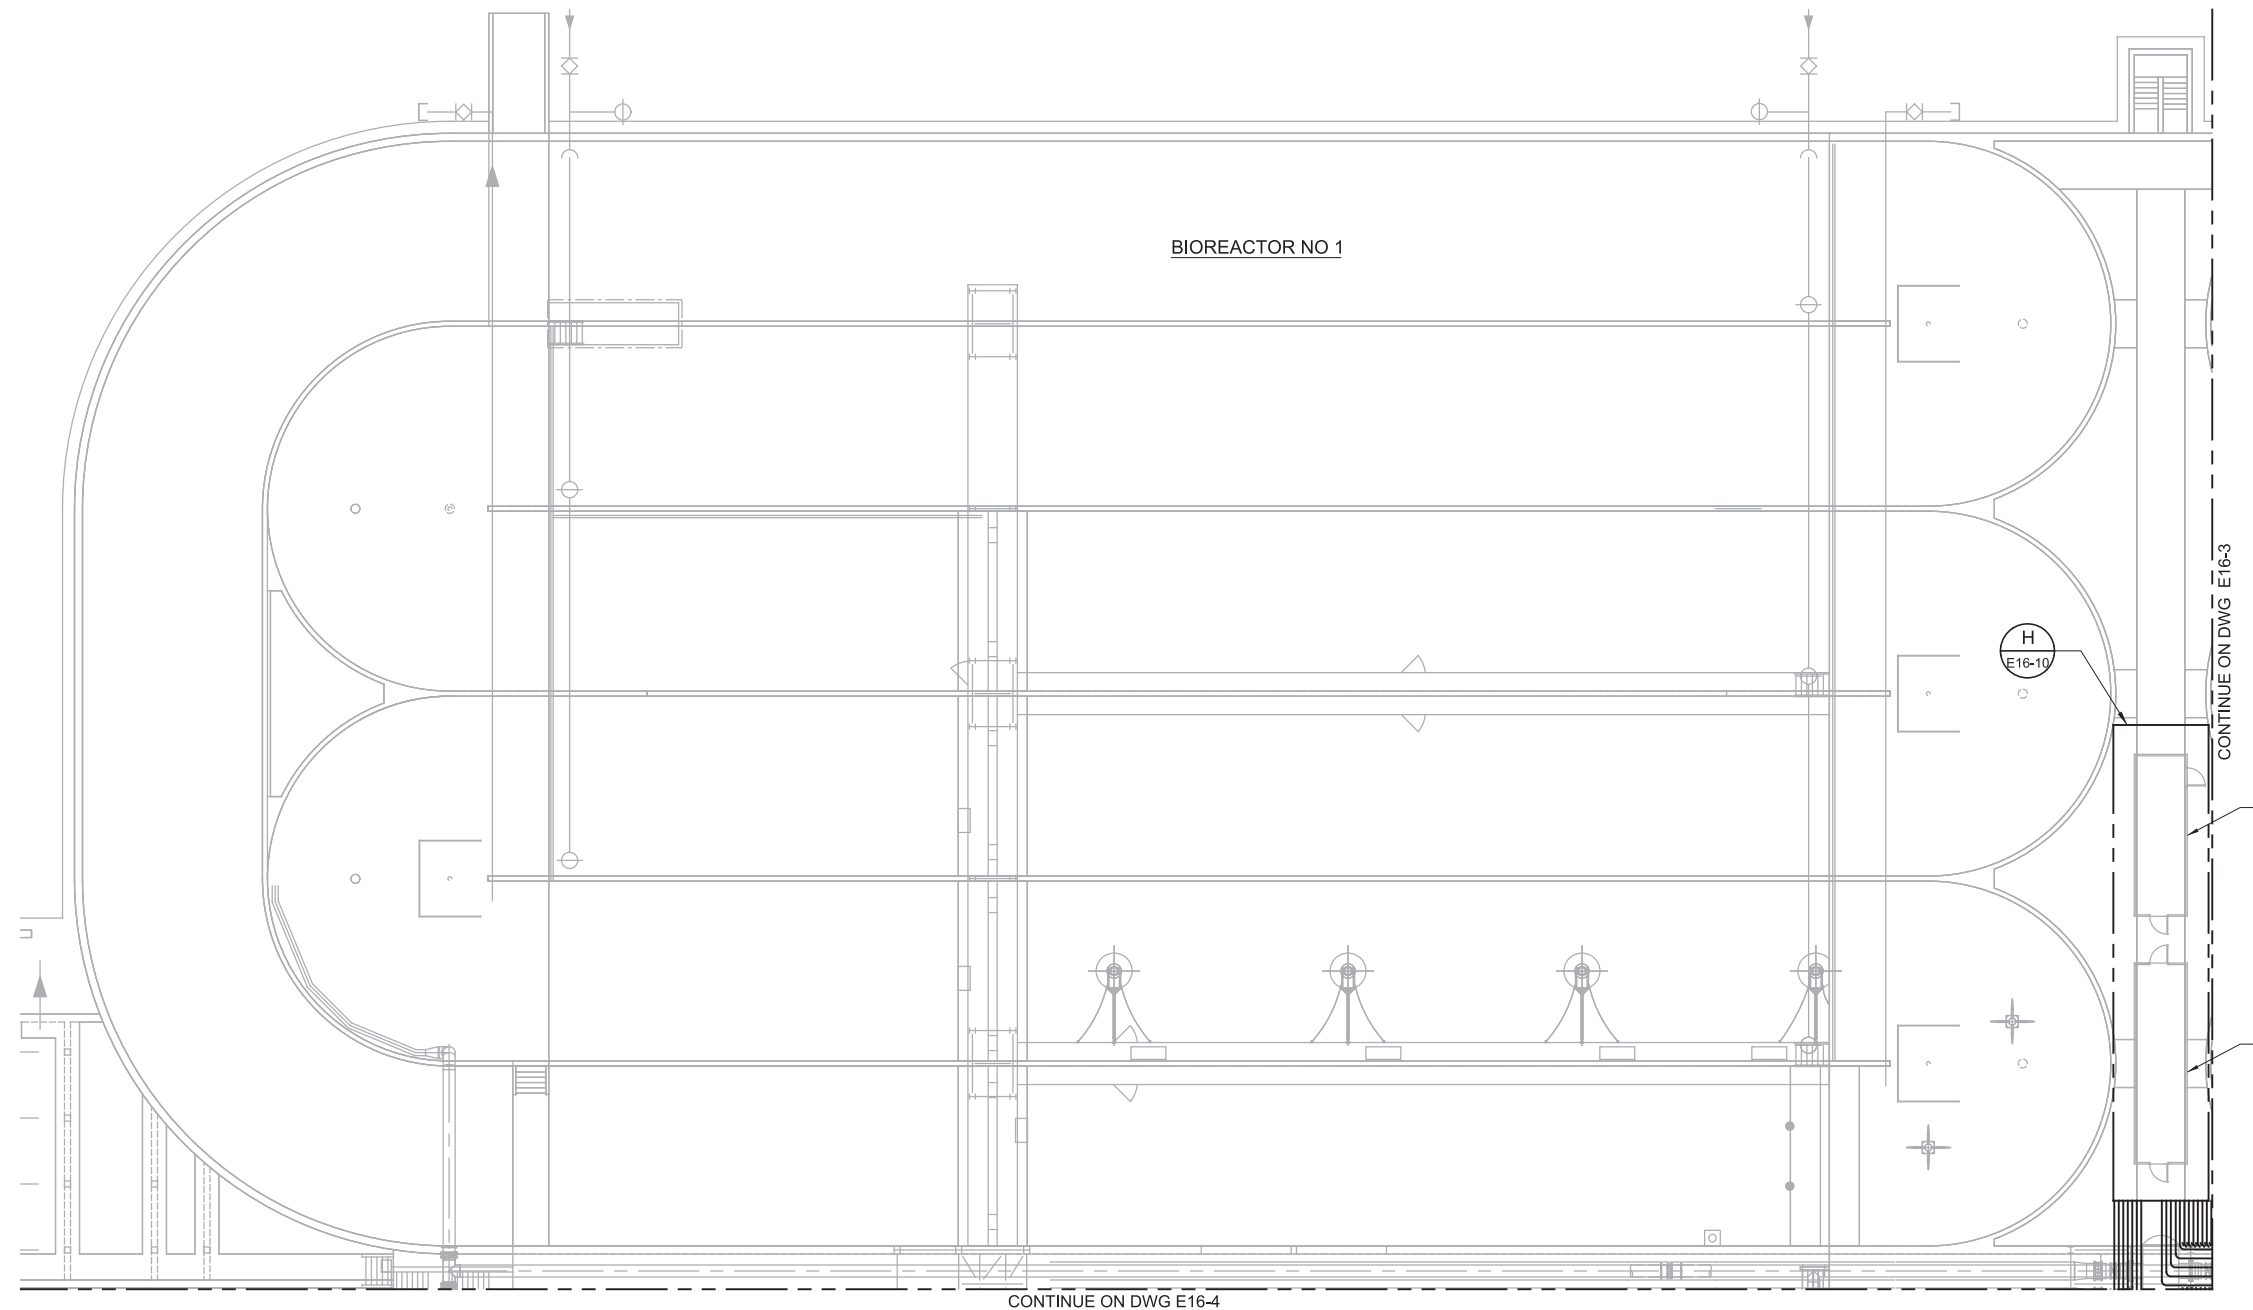 BIOREACTOR NO 1
H
E16-10
CONTINUE ON DWG E16-3
CONTINUE ON DWG E16-4